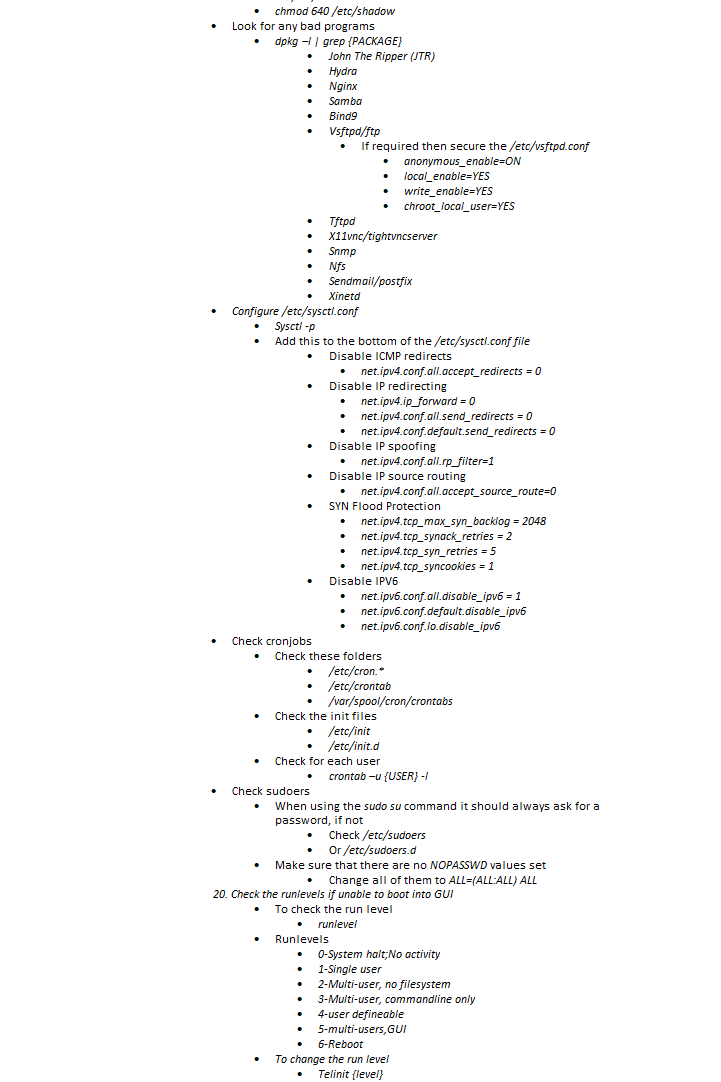 • chmod 640 /etc/shadow
• Look for any bad programs
• dpkg –l | grep {PACKAGE}
• John The Ripper (JTR)
• Hydra
• Nginx
• Samba
• Bind9
• Vsftpd/ftp
• If required then secure the /etc/vsftpd.conf
• anonymous_enable=ON
• local_enable=YES
• write_enable=YES
• chroot_local_user=YES
• Tftpd
• X11vnc/tightvncserver
• Snmp
• Nfs
• Sendmail/postfix
• Xinetd
• Configure /etc/sysctl.conf
• Sysctl -p
• Add this to the bottom of the /etc/sysctl.conf file
• Disable ICMP redirects
• net.ipv4.conf.all.accept_redirects = 0
• Disable IP redirecting
• net.ipv4.ip_forward = 0
• net.ipv4.conf.all.send_redirects = 0
• net.ipv4.conf.default.send_redirects = 0
• Disable IP spoofing
• net.ipv4.conf.all.rp_filter=1
• Disable IP source routing
• net.ipv4.conf.all.accept_source_route=0
• SYN Flood Protection
• net.ipv4.tcp_max_syn_backlog = 2048
• net.ipv4.tcp_synack_retries = 2
• net.ipv4.tcp_syn_retries = 5
• net.ipv4.tcp_syncookies = 1
• Disable IPV6
• net.ipv6.conf.all.disable_ipv6 = 1
• net.ipv6.conf.default.disable_ipv6
• net.ipv6.conf.lo.disable_ipv6
• Check cronjobs
• Check these folders
• /etc/cron.*
• /etc/crontab
• /var/spool/cron/crontabs
• Check the init files
• /etc/init
• /etc/init.d
• Check for each user
• crontab –u {USER} -l
• Check sudoers
• When using the sudo su command it should always ask for a
password, if not
• Check /etc/sudoers
• Or /etc/sudoers.d
• Make sure that there are no NOPASSWD values set
• Change all of them to ALL=(ALL:ALL) ALL
20. Check the runlevels if unable to boot into GUI
• To check the run level
• runlevel
• Runlevels
• 0-System halt;No activity
• 1-Single user
• 2-Multi-user, no filesystem
• 3-Multi-user, commandline only
• 4-user defineable
• 5-multi-users,GUI
• 6-Reboot
• To change the run level
• Telinit {level}